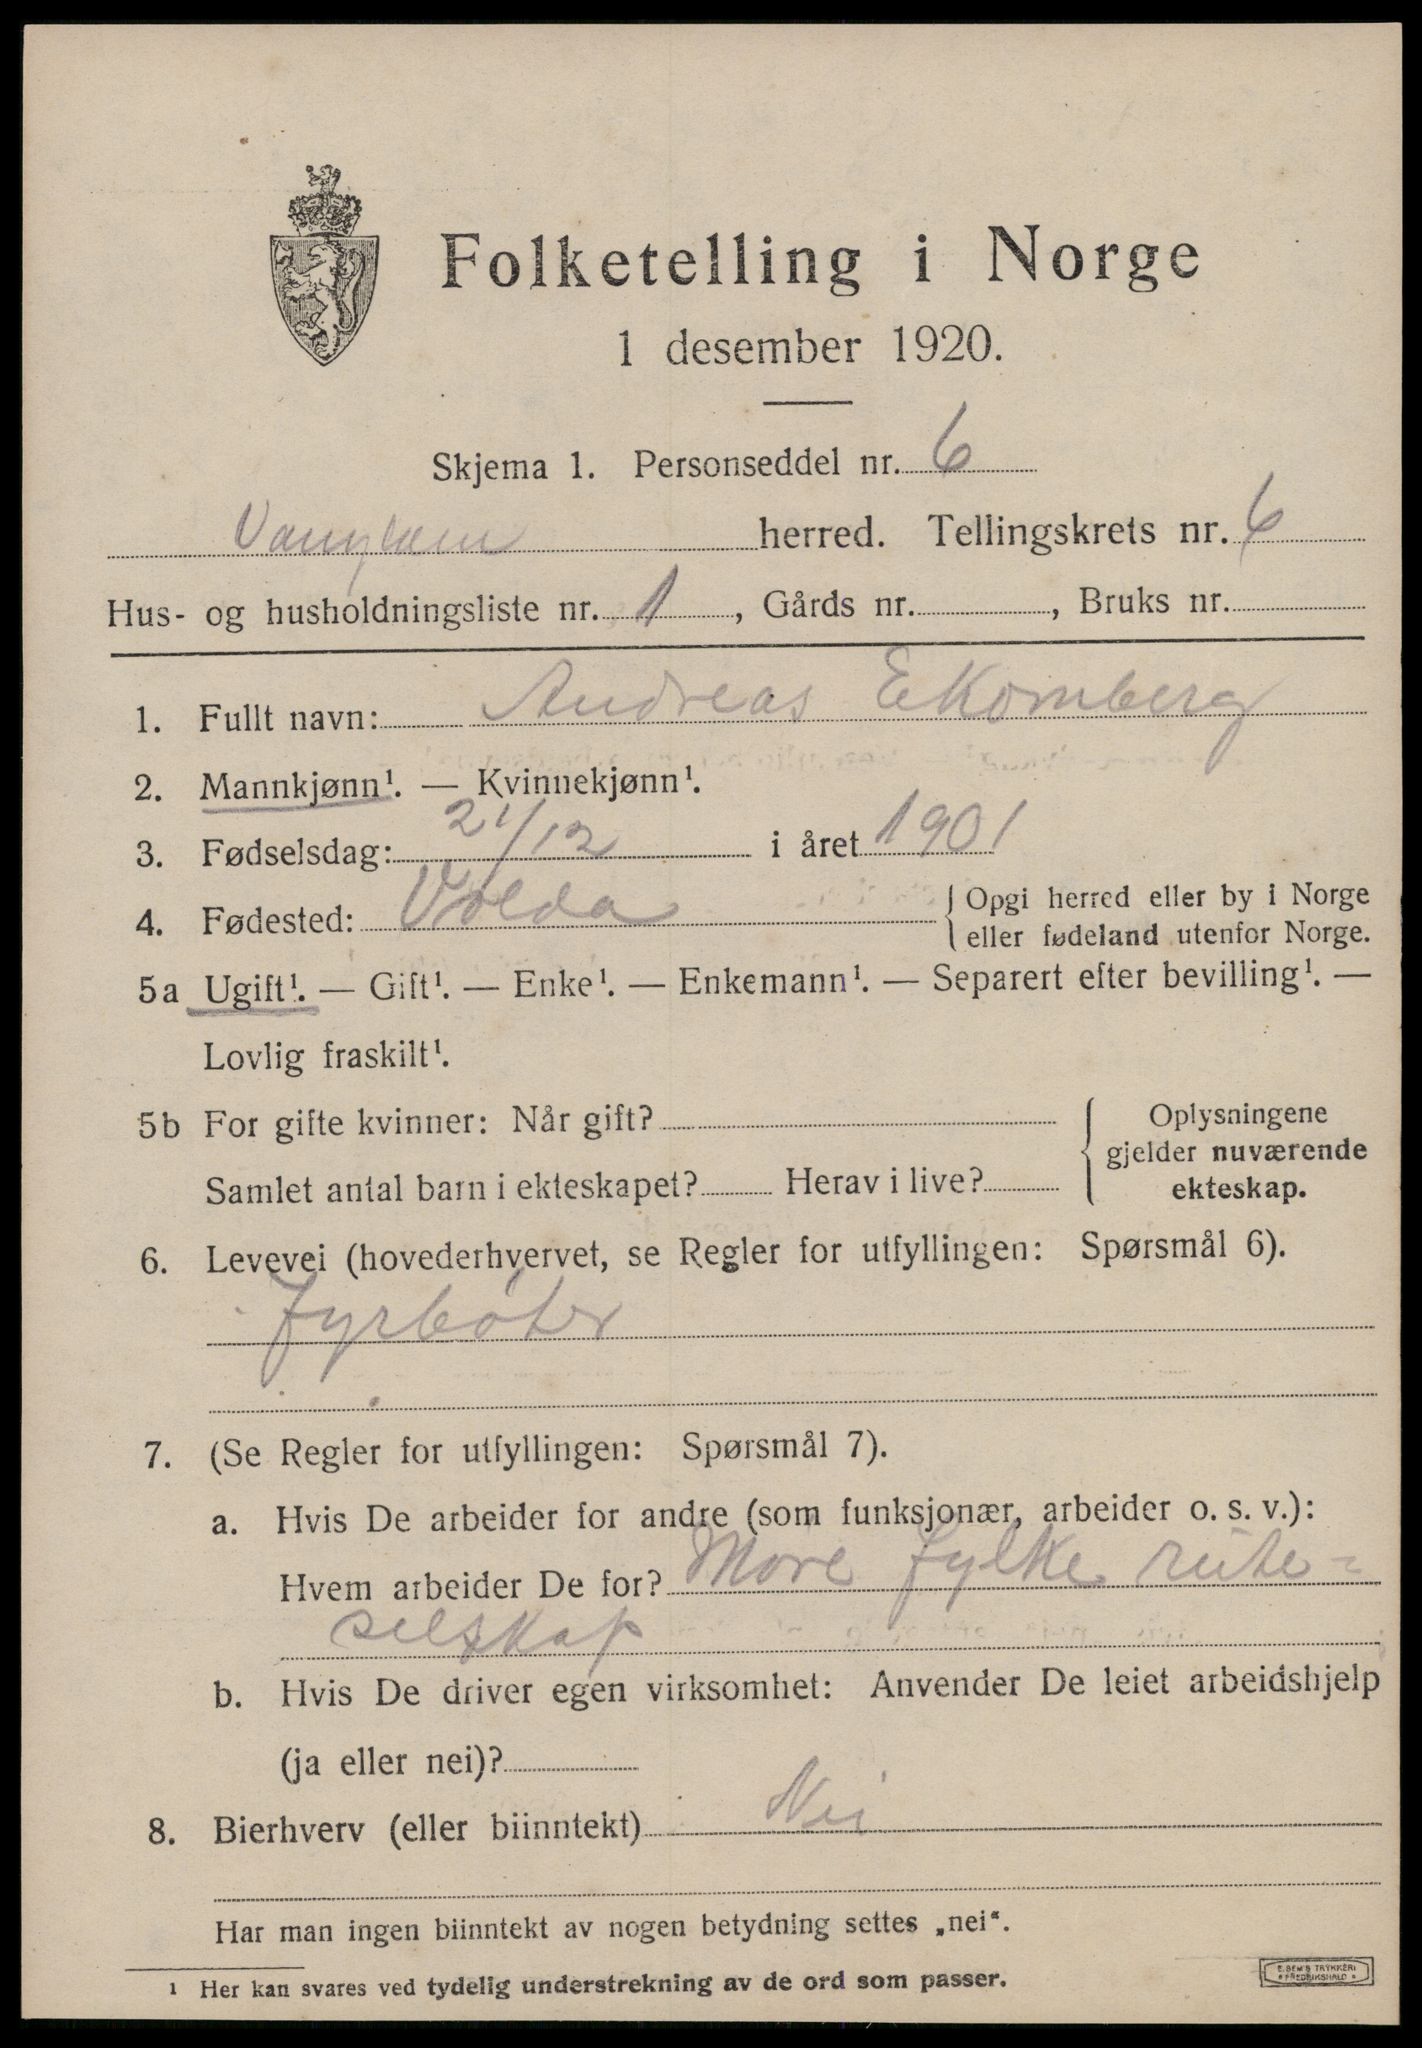 Folketelling i Norge
1 desember 1920.
Skjema 1. Personseddel nr. 6
Vanylven herred. Tellingskrets nr. 6
Hus- og husholdningsliste nr. 1, Gårds nr. , Bruks nr.
1. Fullt navn: Andreas Ekornberg
2. Mannkjønn¹. — Kvinnekjønn¹.
3. Fødselsdag: 21/12 i året 1901
4. Fødested: Volda { Opgi herred eller by i Norge
eller fødeland utenfor Norge.
5a Ugift¹. — Gift¹. — Enke¹. — Enkemann¹. — Separert efter bevilling¹. —
Lovlig fraskilt¹.
5b For gifte kvinner: Når gift?
Samlet antal barn i ekteskapet? Herav i live?
{ Oplysningene
gjelder nuværende
ekteskap.
6. Levevei (hovederhvervet, se Regler for utfyllingen: Spørsmål 6).
Fyrbøter
7. (Se Regler for utfyllingen: Spørsmål 7).
a. Hvis De arbeider for andre (som funksjonær, arbeider o. s. v.):
Hvem arbeider De for? Møre fylke rute=
selskap
b. Hvis De driver egen virksomhet: Anvender De leiet arbeidshjelp
(ja eller nei)?
8. Bierhverv (eller biinntekt) Nei
Har man ingen biinntekt av nogen betydning settes „nei“.
¹ Her kan svares ved tydelig understrekning av de ord som passer.
E. SEM'S TRYKKERI
• FREDRIKSHALD •